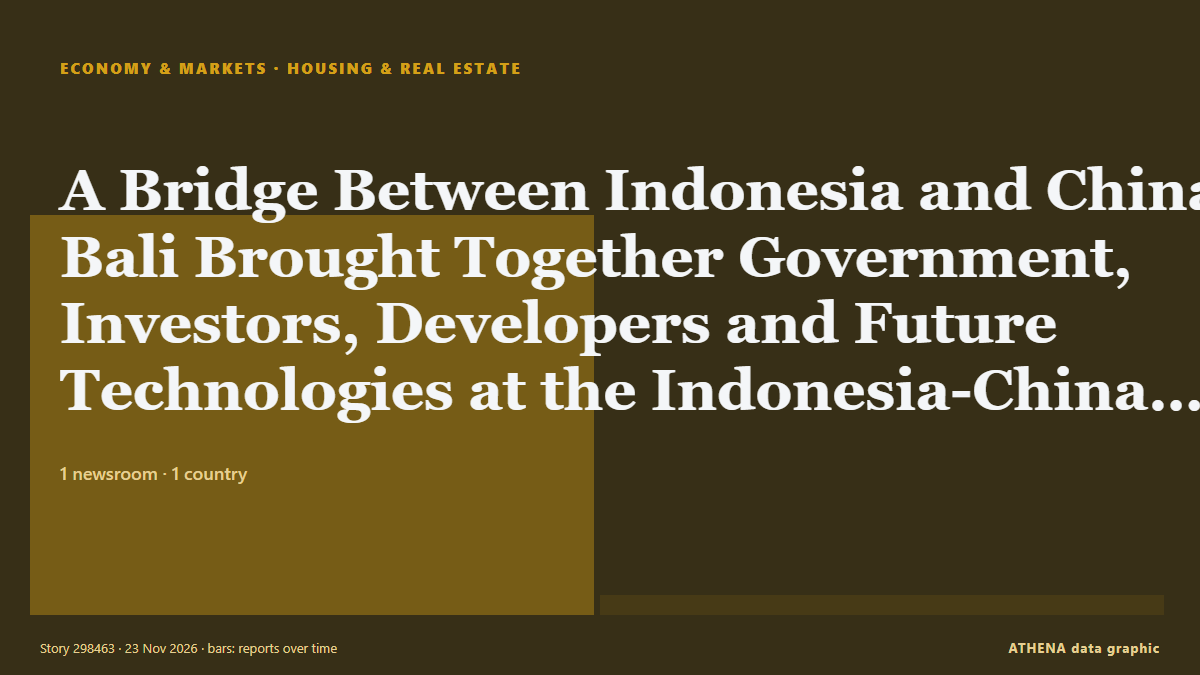 ECONOMY & MARKETS · HOUSING & REAL ESTATE
A Bridge Between Indonesia and China
Bali Brought Together Government,
Investors, Developers and Future
Technologies at the Indonesia-China...
1 newsroom · 1 country
Story 298463 · 23 Nov 2026 · bars: reports over time
ATHENA data graphic